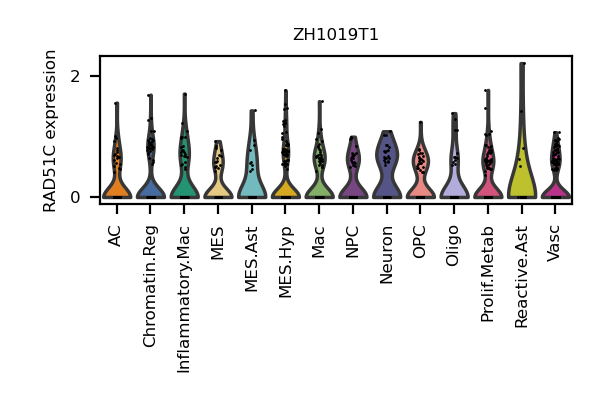 ZH1019T1
RAD51C expression
2
0
AC
Chromatin.Reg
Inflammatory.Mac
MES
MES.Ast
MES.Hyp
Mac
NPC
Neuron
OPC
Oligo
Prolif.Metab
Reactive.Ast
Vasc